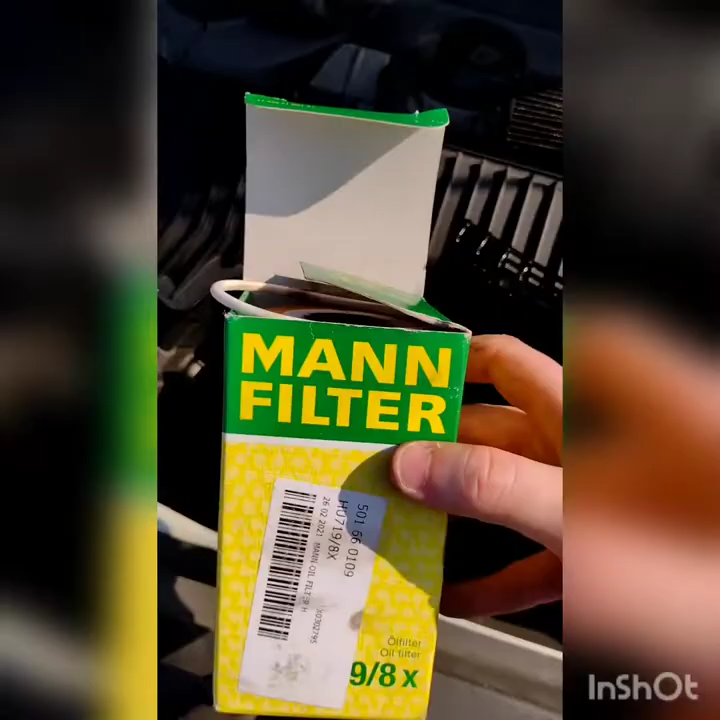 MANN
FILTER
501 66 0109
HU719/8X
26 02 2021 MANN OIL FILTER H
Ölfilter
Oil filter
9/8 x
InShOt